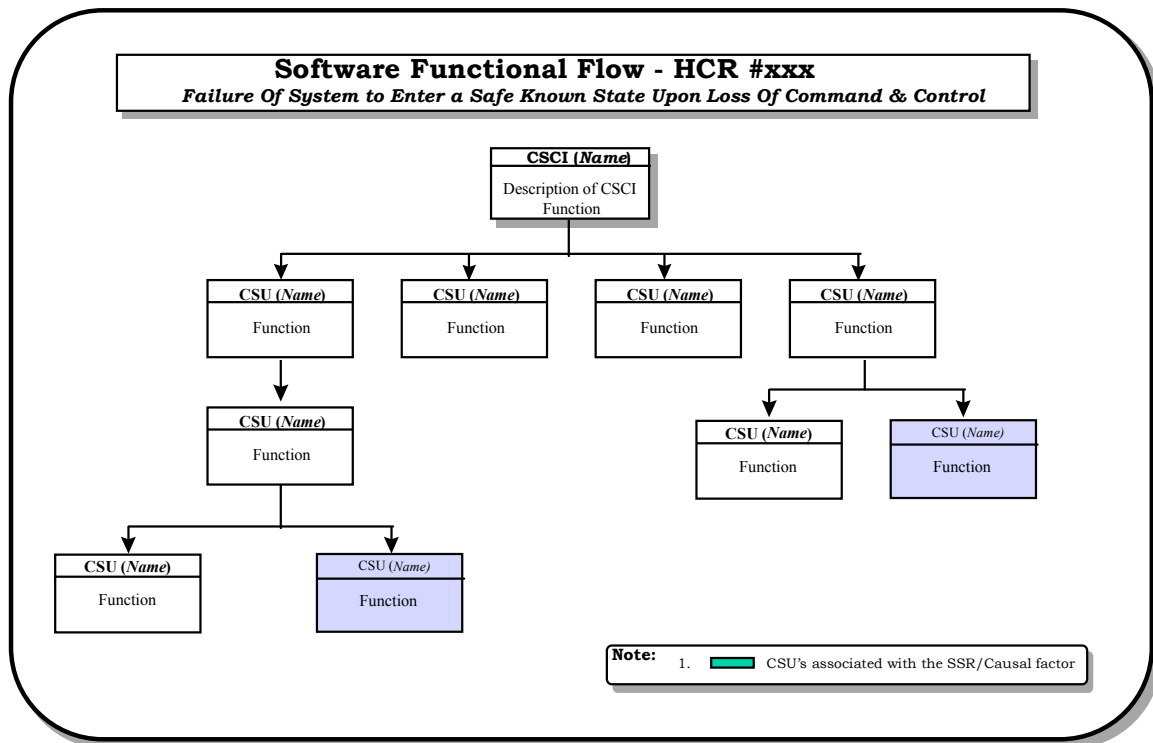 Software Functional Flow - HCR #xxx
Failure Of System to Enter a Safe Known State Upon Loss Of Command & Control
CSCI (Name)
Description of CSCI
Function
CSU (Name)
Function
CSU (Name)
Function
CSU (Name)
Function
CSU (Name)
Function
CSU (Name)
Function
CSU (Name)
Function
CSU (Name)
Function
CSU (Name)
Function
CSU (Name)
Function
Note:
1. CSU's associated with the SSR/Causal factor